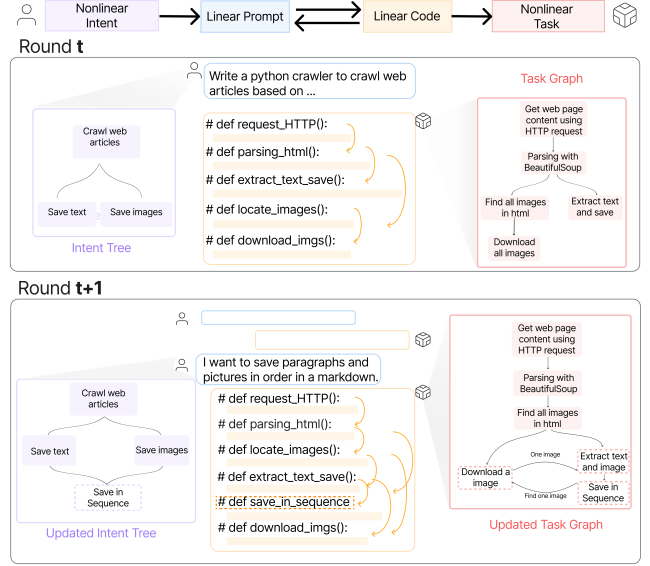 Nonlinear
Intent
Linear Prompt
Linear Code
Nonlinear
Task
Round t
Write a python crawler to crawl web
articles based on ...
Crawl web
articles
Save text
Save images
Intent Tree
# def request_HTTP():
# def parsing_html():
# def extract_text_save():
# def locate_images():
# def download_imgs():
Task Graph
Get web page
content using
HTTP request
Parsing with
BeautifulSoup
Find all images
in html
Extract text
and save
Download
all images
Round t+1
I want to save paragraphs and
pictures in order in a markdown.
Crawl web
articles
Save text
Save images
Save in
Sequence
Updated Intent Tree
# def request_HTTP():
# def parsing_html():
# def locate_images():
# def extract_text_save():
# def save_in_sequence
# def download_imgs():
Get web page
content using
HTTP request
Parsing with
BeautifulSoup
Find all images
in html
One image
Extract text
and image
Download a
image
Find one image
Save in
Sequence
Updated Task Graph